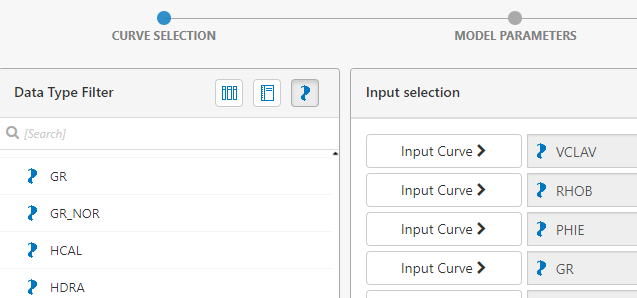 CURVE SELECTION
MODEL PARAMETERS
Data Type Filter
[Search]
GR
GR_NOR
HCAL
HDRA
Input selection
Input Curve
VCLAV
Input Curve
RHOB
Input Curve
PHIE
Input Curve
GR